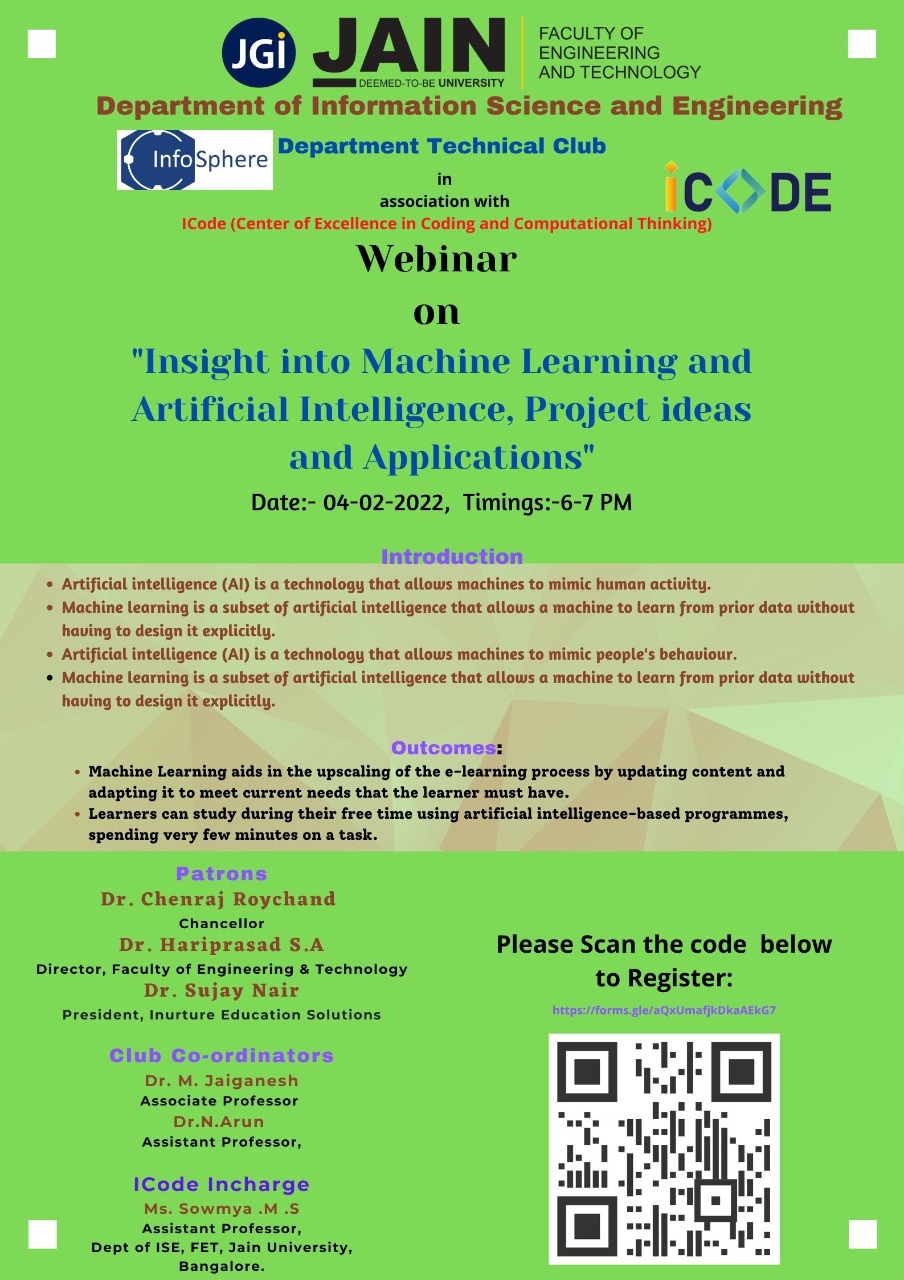 JGi
JAIN
DEEMED-TO-BE UNIVERSITY
FACULTY OF
ENGINEERING
AND TECHNOLOGY
Department of Information Science and Engineering
InfoSphere
Department Technical Club
in
association with
iCODE
ICode (Center of Excellence in Coding and Computational Thinking)
Webinar
on
"Insight into Machine Learning and
Artificial Intelligence, Project ideas
and Applications"
Date:- 04-02-2022, Timings:-6-7 PM
Introduction
• Artificial intelligence (AI) is a technology that allows machines to mimic human activity.
• Machine learning is a subset of artificial intelligence that allows a machine to learn from prior data without
having to design it explicitly.
• Artificial intelligence (AI) is a technology that allows machines to mimic people's behaviour.
• Machine learning is a subset of artificial intelligence that allows a machine to learn from prior data without
having to design it explicitly.
Outcomes:
• Machine Learning aids in the upscaling of the e-learning process by updating content and
adapting it to meet current needs that the learner must have.
• Learners can study during their free time using artificial intelligence-based programmes,
spending very few minutes on a task.
Patrons
Dr. Chenraj Roychand
Chancellor
Dr. Hariprasad S.A
Director, Faculty of Engineering & Technology
Dr. Sujay Nair
President, Inurture Education Solutions
Club Co-ordinators
Dr. M. Jaiganesh
Associate Professor
Dr.N.Arun
Assistant Professor,
ICode Incharge
Ms. Sowmya .M .S
Assistant Professor,
Dept of ISE, FET, Jain University,
Bangalore.
Please Scan the code below
to Register:
https://forms.gle/aQxUmafjkDkaAEkG7